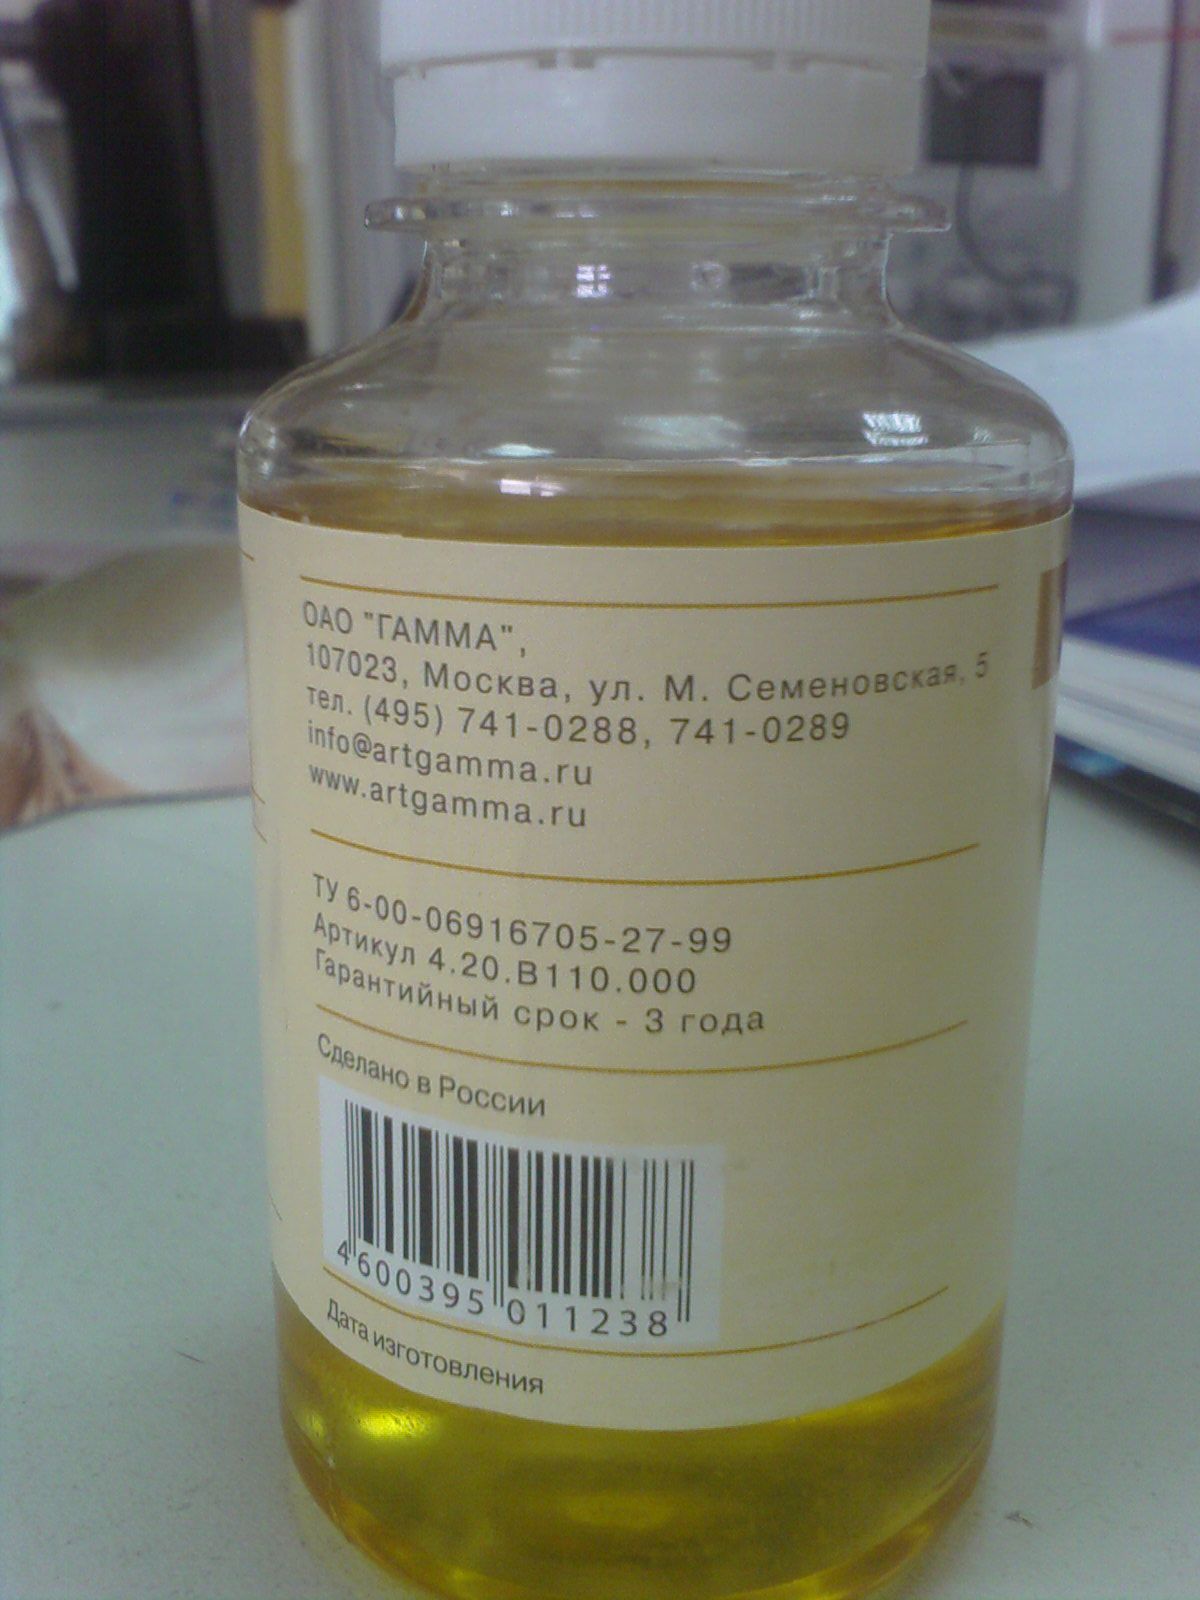 ОАО "ГАММА",
107023, Москва, ул. М. Семеновская, 5
тел. (495) 741-0288, 741-0289
info@artgamma.ru
www.artgamma.ru
ТУ 6-00-06916705-27-99
Артикул 4.20.В110.000
Гарантийный срок - 3 года
Сделано в России
4 600395 011238
Дата изготовления